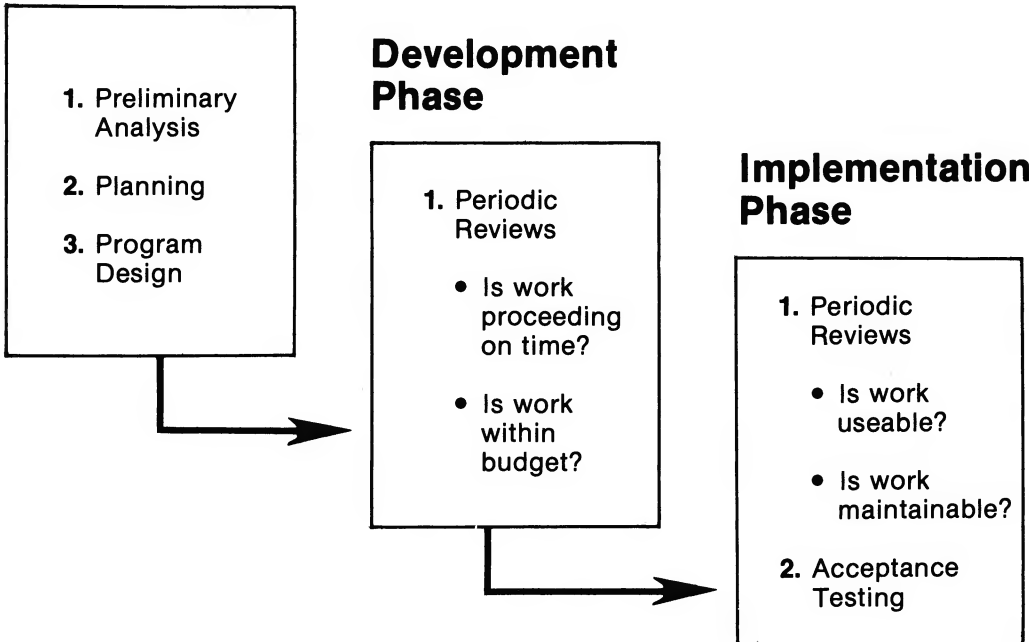 1. Preliminary
Analysis
2. Planning
3. Program
Design
Development
Phase
1. Periodic
Reviews
• Is work
proceeding
on time?
• Is work
within
budget?
Implementation
Phase
1. Periodic
Reviews
• Is work
useable?
• Is work
maintainable?
2. Acceptance
Testing